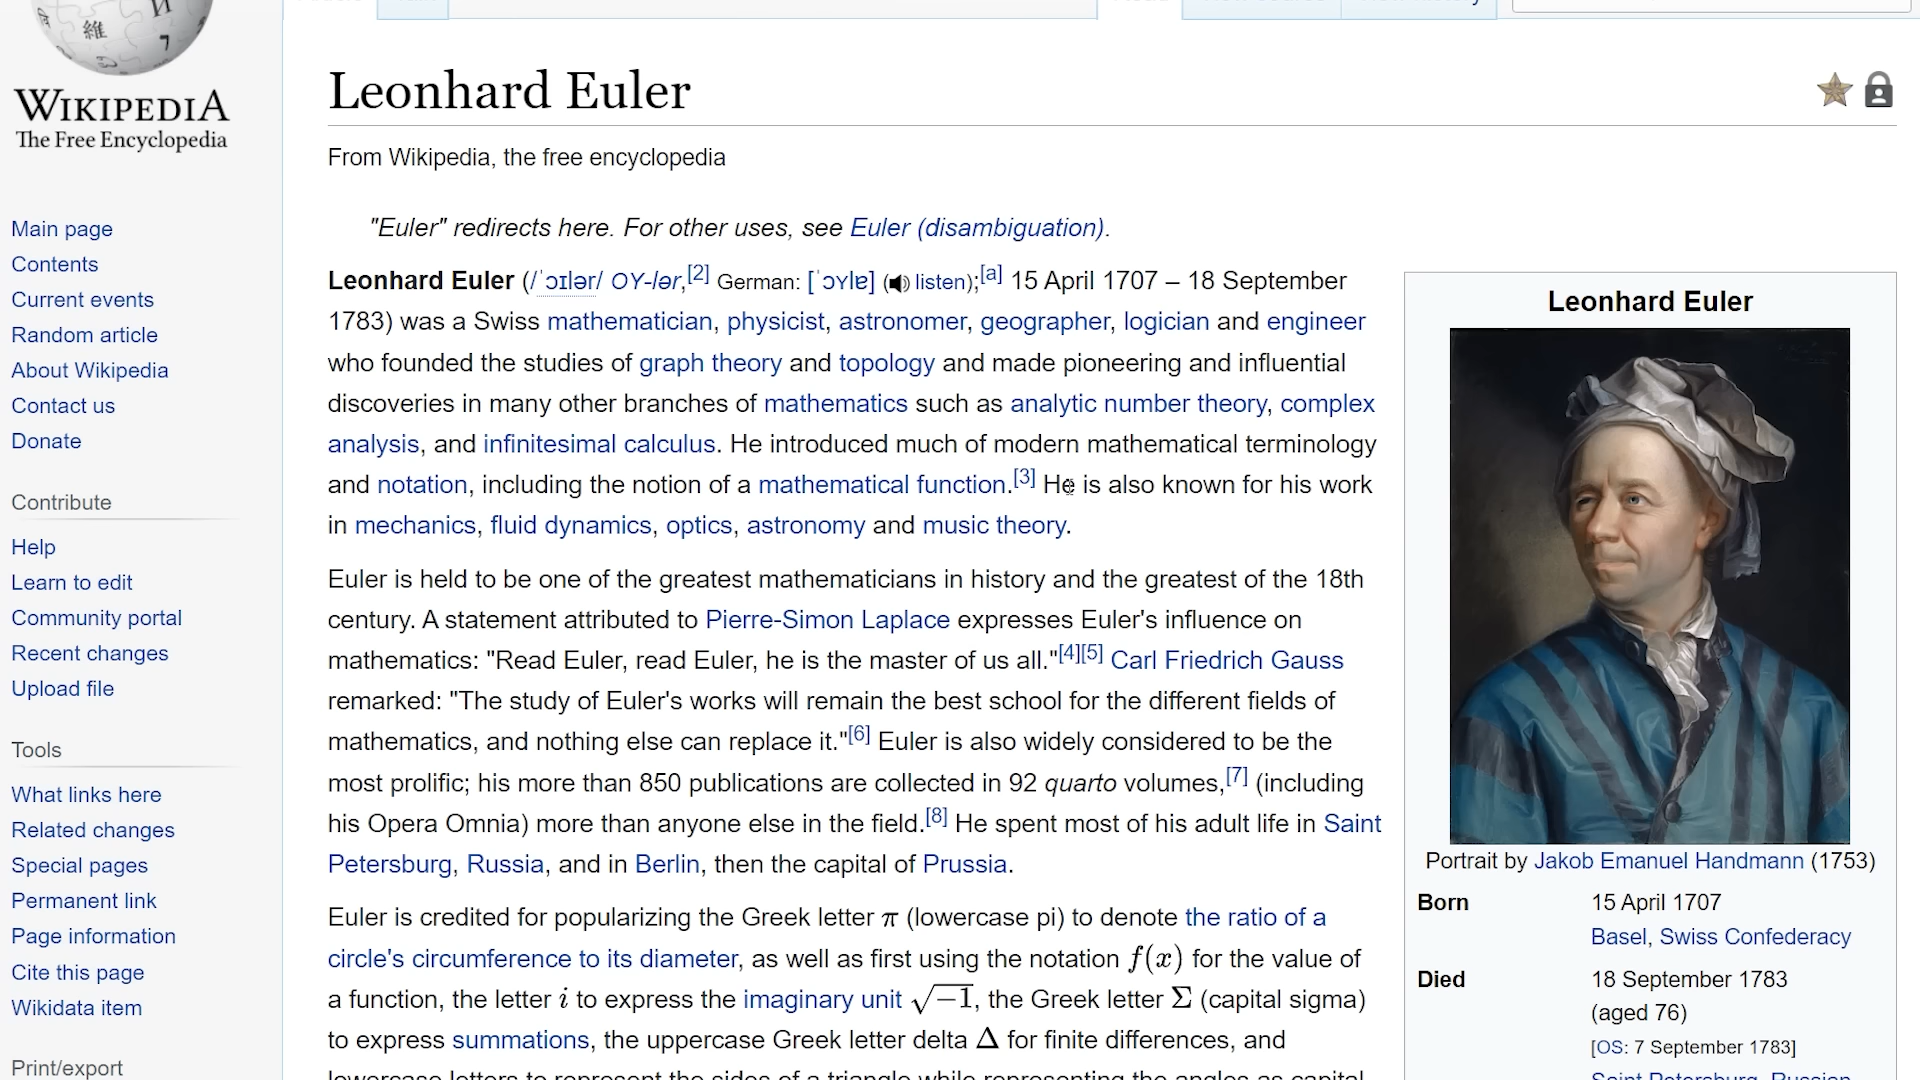 WIKIPEDIA
The Free Encyclopedia
Main page
Contents
Current events
Random article
About Wikipedia
Contact us
Donate
Contribute
Help
Learn to edit
Community portal
Recent changes
Upload file
Tools
What links here
Related changes
Special pages
Permanent link
Page information
Cite this page
Wikidata item
Print/export
Leonhard Euler
From Wikipedia, the free encyclopedia
"Euler" redirects here. For other uses, see Euler (disambiguation).
Leonhard Euler (/ˈɔɪlər/ OY-lər,[2] German: [ˈɔʏlɐ] (listen);[a] 15 April 1707 – 18 September
1783) was a Swiss mathematician, physicist, astronomer, geographer, logician and engineer
who founded the studies of graph theory and topology and made pioneering and influential
discoveries in many other branches of mathematics such as analytic number theory, complex
analysis, and infinitesimal calculus. He introduced much of modern mathematical terminology
and notation, including the notion of a mathematical function.[3] He is also known for his work
in mechanics, fluid dynamics, optics, astronomy and music theory.
Euler is held to be one of the greatest mathematicians in history and the greatest of the 18th
century. A statement attributed to Pierre-Simon Laplace expresses Euler's influence on
mathematics: "Read Euler, read Euler, he is the master of us all."[4][5] Carl Friedrich Gauss
remarked: "The study of Euler's works will remain the best school for the different fields of
mathematics, and nothing else can replace it."[6] Euler is also widely considered to be the
most prolific; his more than 850 publications are collected in 92 quarto volumes,[7] (including
his Opera Omnia) more than anyone else in the field.[8] He spent most of his adult life in Saint
Petersburg, Russia, and in Berlin, then the capital of Prussia.
Euler is credited for popularizing the Greek letter π (lowercase pi) to denote the ratio of a
circle's circumference to its diameter, as well as first using the notation f(x) for the value of
a function, the letter i to express the imaginary unit √−1, the Greek letter Σ (capital sigma)
to express summations, the uppercase Greek letter delta Δ for finite differences, and
lowercase letters to represent the sides of a triangle while representing the angles as capital
Leonhard Euler
Portrait by Jakob Emanuel Handmann (1753)
Born 15 April 1707
Basel, Swiss Confederacy
Died 18 September 1783
(aged 76)
[OS: 7 September 1783]
Saint Petersburg, Russian